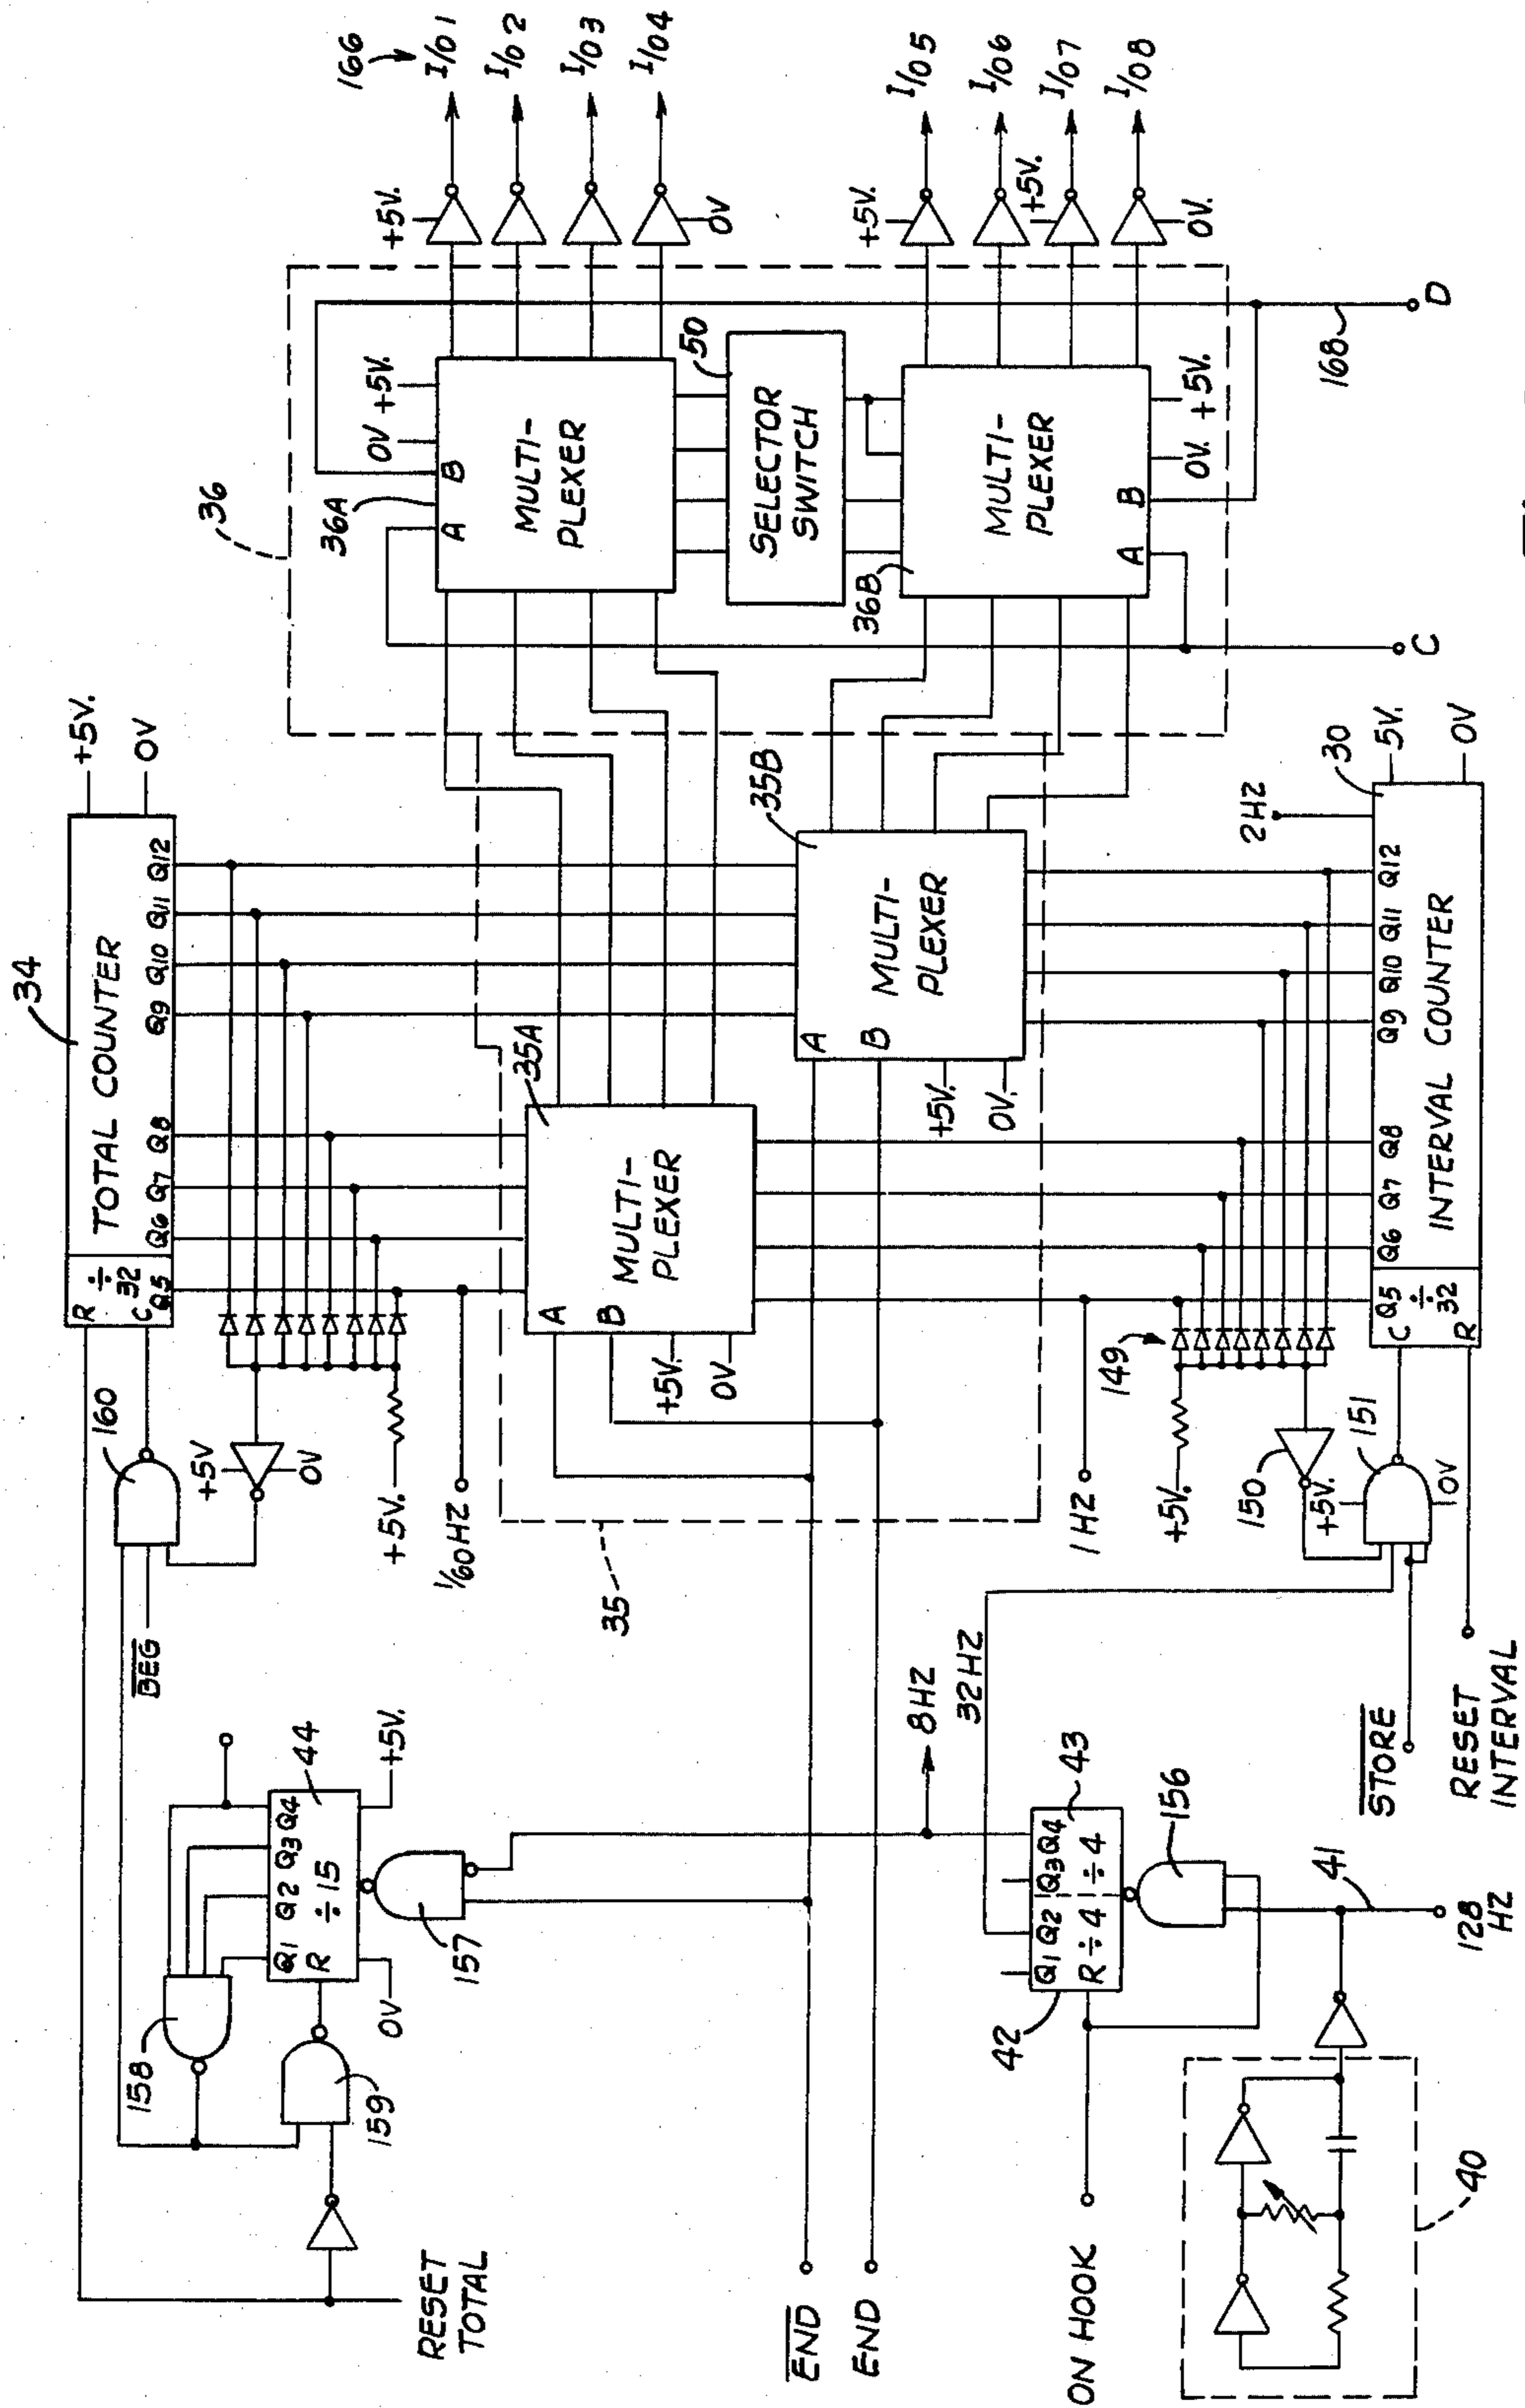 166
I/O1
I/O2
I/O3
I/O4
+5V.
0V
I/O5
I/O6
I/O7
I/O8
+5V.
+5V.
0V.
36
36A
0V
+5V.
A
B
MULTI-
PLEXER
50
SELECTOR
SWITCH
36B
MULTI-
PLEXER
A
B
0V.
+5V.
168
D
C
34
TOTAL COUNTER
+5V.
0V
R
÷
32
C
Q5
Q6
Q7
Q8
Q9
Q10
Q11
Q12
35A
MULTI-
PLEXER
A
B
+5V.
0V
35B
MULTI-
PLEXER
A
B
+5V.
0V.
35
30
2HZ
5V.
0V
INTERVAL COUNTER
Q5
Q6
Q7
Q8
Q9
Q10
Q11
Q12
C
÷
32
R
149
+5V.
1HZ
150
+5V.
151
0V
160
+5V
0V
+5V.
1/60HZ
BEG
44
Q1
Q2
Q3
Q4
R
÷15
+5V.
0V
157
158
159
RESET
TOTAL
END
END
8HZ
32HZ
43
Q1
Q2
Q3
Q4
R÷4
÷4
42
156
ON HOOK
41
128
HZ
40
STORE
RESET
INTERVAL